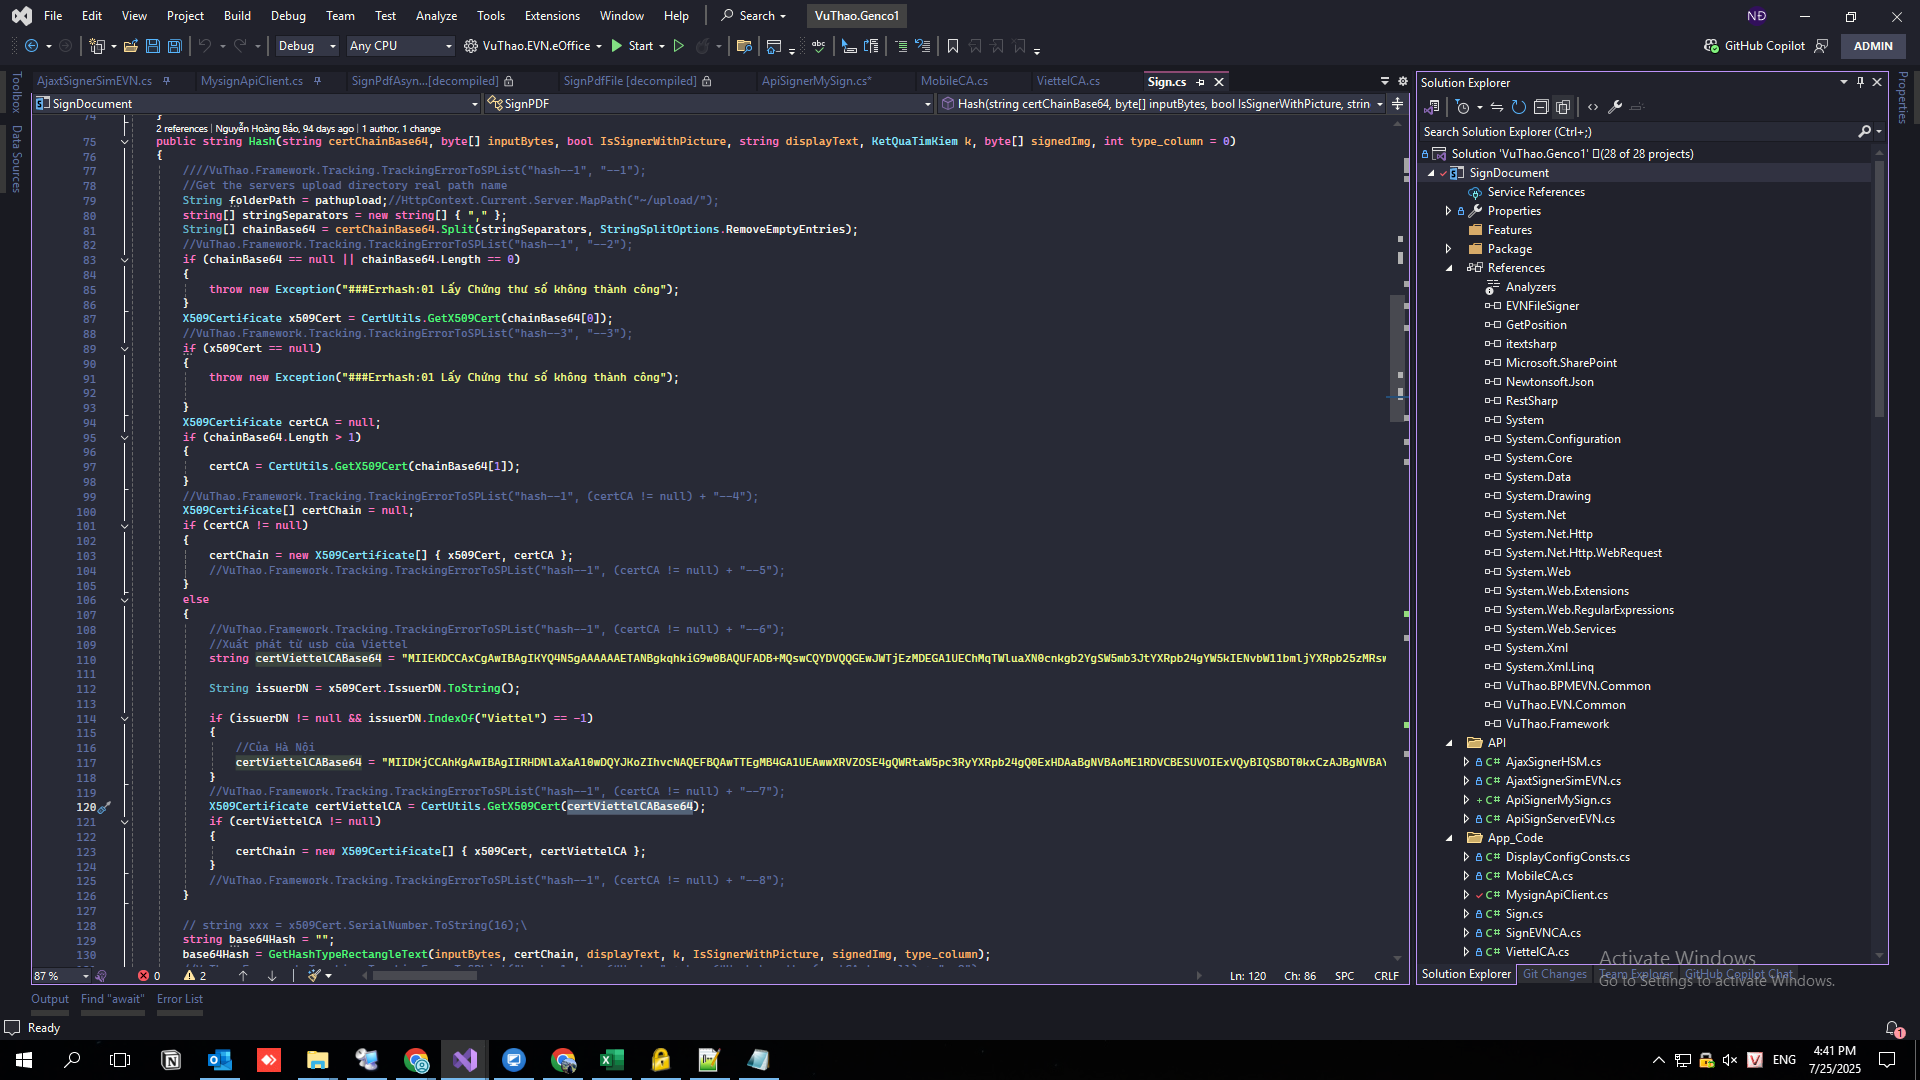 File Edit View Project Build Debug Team Test Analyze Tools Extensions Window Help Search VuThao.Genco1 NĐ
Debug Any CPU VuThao.EVN.eOffice Start GitHub Copilot ADMIN
Toolbox
Data Sources
AjaxtSignerSimEVN.cs MysignApiClient.cs SignPdfAsyn...[decompiled] SignPdfFile [decompiled] ApiSignerMySign.cs* MobileCA.cs ViettelCA.cs Sign.cs
SignDocument SignPDF Hash(string certChainBase64, byte[] inputBytes, bool IsSignerWithPicture, strin
74 }
2 references | Nguyễn Hoàng Bảo, 94 days ago | 1 author, 1 change
75 public string Hash(string certChainBase64, byte[] inputBytes, bool IsSignerWithPicture, string displayText, KetQuaTimKiem k, byte[] signedImg, int type_column = 0)
76 {
77 ////VuThao.Framework.Tracking.TrackingErrorToSPList("hash--1", "--1");
78 //Get the servers upload directory real path name
79 String folderPath = pathupload;//HttpContext.Current.Server.MapPath("~/upload/");
80 string[] stringSeparators = new string[] { "," };
81 String[] chainBase64 = certChainBase64.Split(stringSeparators, StringSplitOptions.RemoveEmptyEntries);
82 //VuThao.Framework.Tracking.TrackingErrorToSPList("hash--1", "--2");
83 if (chainBase64 == null || chainBase64.Length == 0)
84 {
85 throw new Exception("###Errhash:01 Lấy Chứng thư số không thành công");
86 }
87 X509Certificate x509Cert = CertUtils.GetX509Cert(chainBase64[0]);
88 //VuThao.Framework.Tracking.TrackingErrorToSPList("hash--3", "--3");
89 if (x509Cert == null)
90 {
91 throw new Exception("###Errhash:01 Lấy Chứng thư số không thành công");
92
93 }
94 X509Certificate certCA = null;
95 if (chainBase64.Length > 1)
96 {
97 certCA = CertUtils.GetX509Cert(chainBase64[1]);
98 }
99 //VuThao.Framework.Tracking.TrackingErrorToSPList("hash--1", (certCA != null) + "--4");
100 X509Certificate[] certChain = null;
101 if (certCA != null)
102 {
103 certChain = new X509Certificate[] { x509Cert, certCA };
104 //VuThao.Framework.Tracking.TrackingErrorToSPList("hash--1", (certCA != null) + "--5");
105 }
106 else
107 {
108 //VuThao.Framework.Tracking.TrackingErrorToSPList("hash--1", (certCA != null) + "--6");
109 //Xuất phát từ usb của Viettel
110 string certViettelCABase64 = "MIIEKDCCAxCgAwIBAgIKYQ4N5gAAAAAAETANBgkqhkiG9w0BAQUFADB+MQswCQYDVQQGEwJWTjEzMDEGA1UEChMqTWluaXN0cnkgb2YgSW5mb3JtYXRpb24gYW5kIENvbW11bmljYXRpb25zMRsw
111
112 String issuerDN = x509Cert.IssuerDN.ToString();
113
114 if (issuerDN != null && issuerDN.IndexOf("Viettel") == -1)
115 {
116 //Của Hà Nội
117 certViettelCABase64 =
118 }
119 //VuThao.Framework.Tracking.TrackingErrorToSPList("hash--1", (certCA != null) + "--7");
120 X509Certificate certViettelCA = CertUtils.GetX509Cert(certViettelCABase64);
121 if (certViettelCA != null)
122 {
123 certChain = new X509Certificate[] { x509Cert, certViettelCA };
124 }
125 //VuThao.Framework.Tracking.TrackingErrorToSPList("hash--1", (certCA != null) + "--8");
126 }
127
128 // string xxx = x509Cert.SerialNumber.ToString(16);\
129 string base64Hash = "";
130 base64Hash = GetHashTypeRectangleText(inputBytes, certChain, displayText, k, IsSignerWithPicture, signedImg, type_column);
87 % 0 2 Ln: 120 Ch: 86 SPC CRLF
Output Find "await" Error List
Ready
Solution Explorer
Search Solution Explorer (Ctrl+;)
Solution 'VuThao.Genco1' (28 of 28 projects)
SignDocument
Service References
Properties
Features
Package
References
Analyzers
EVNFileSigner
GetPosition
itextsharp
Microsoft.SharePoint
Newtonsoft.Json
RestSharp
System
System.Configuration
System.Core
System.Data
System.Drawing
System.Net
System.Net.Http
System.Net.Http.WebRequest
System.Web
System.Web.Extensions
System.Web.RegularExpressions
System.Web.Services
System.Xml
System.Xml.Linq
VuThao.BPMEVN.Common
VuThao.EVN.Common
VuThao.Framework
API
AjaxSignerHSM.cs
AjaxtSignerSimEVN.cs
ApiSignerMySign.cs
ApiSignServerEVN.cs
App_Code
DisplayConfigConsts.cs
MobileCA.cs
MysignApiClient.cs
Sign.cs
SignEVNCA.cs
ViettelCA.cs
Solution Explorer Git Changes Team Explorer GitHub Copilot Chat
Properties
Activate Windows
Go to Settings to activate Windows.
1
ENG
4:41 PM
7/25/2025